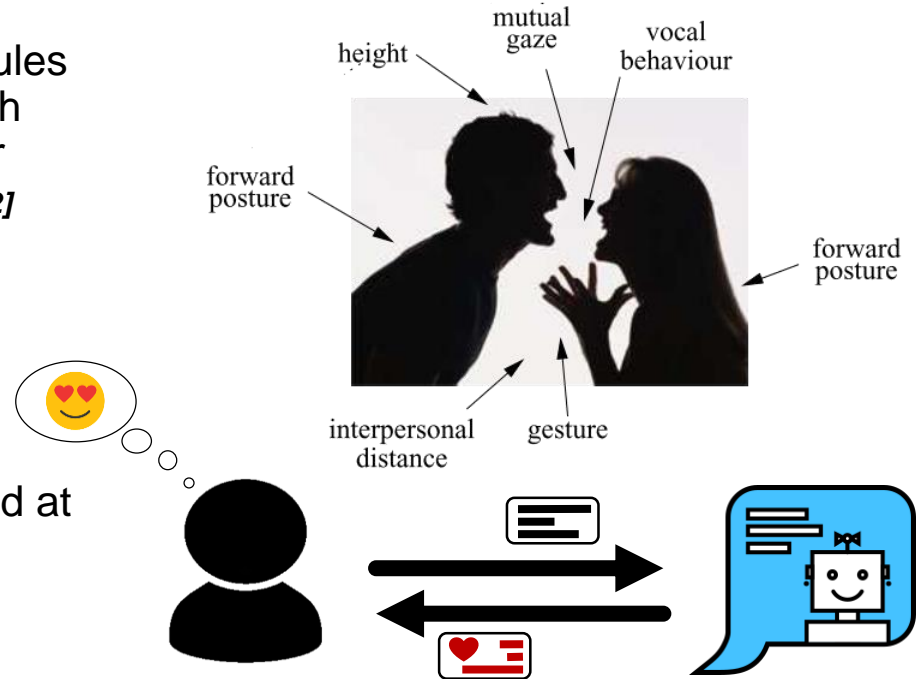 ules
h
2]
d at
height
mutual
gaze
vocal
behaviour
forward
posture
forward
posture
interpersonal
distance
gesture